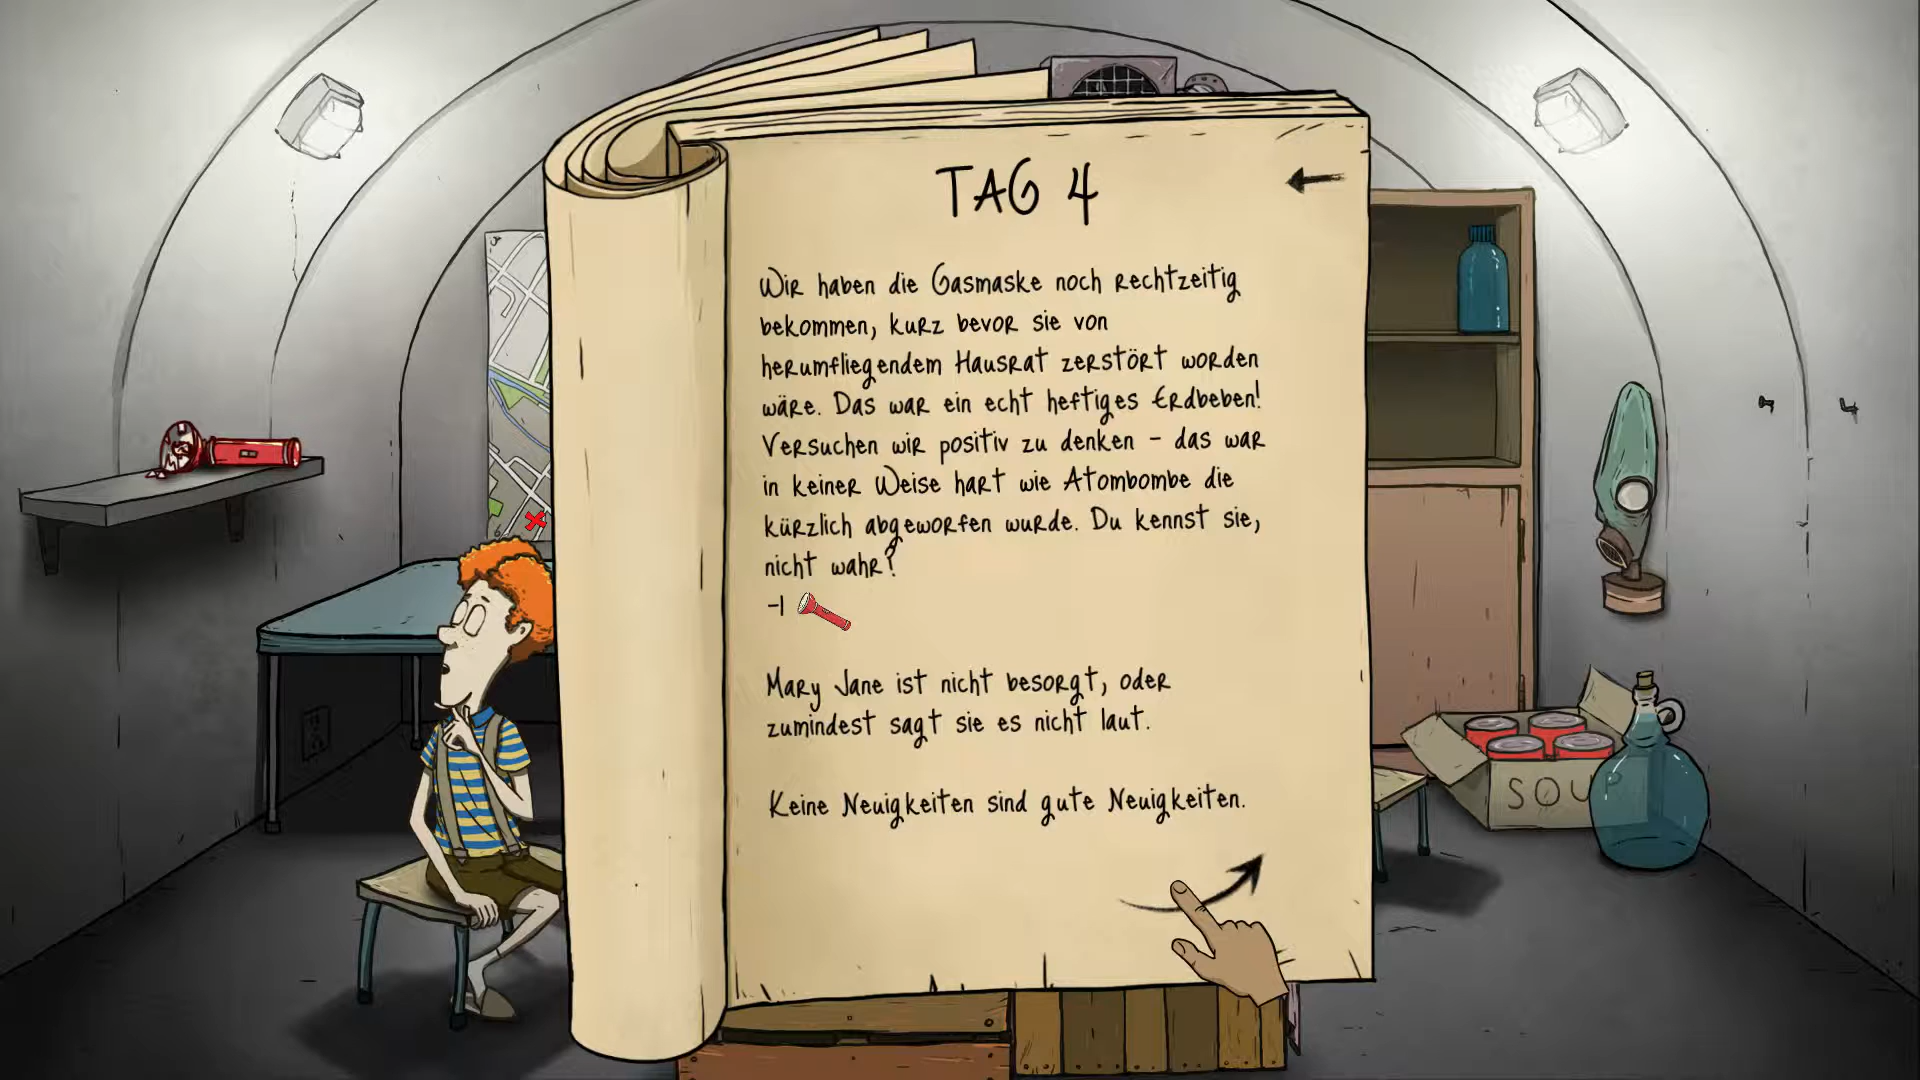 TAG 4
Wir haben die Gasmaske noch rechtzeitig
bekommen, kurz bevor sie von
herumfliegendem Hausrat zerstört worden
wäre. Das war ein echt heftiges Erdbeben!
Versuchen wir positiv zu denken - das war
in keiner Weise hart wie Atombombe die
kürzlich abgeworfen wurde. Du kennst sie,
nicht wahr?
-1
Mary Jane ist nicht besorgt, oder
zumindest sagt sie es nicht laut.
Keine Neuigkeiten sind gute Neuigkeiten.
SOUP